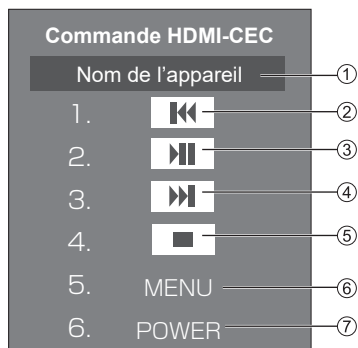 Commande HDMI-CEC
Nom de l'appareil ①
1. ②
2. ③
3. ④
4. ⑤
5. MENU ⑥
6. POWER ⑦